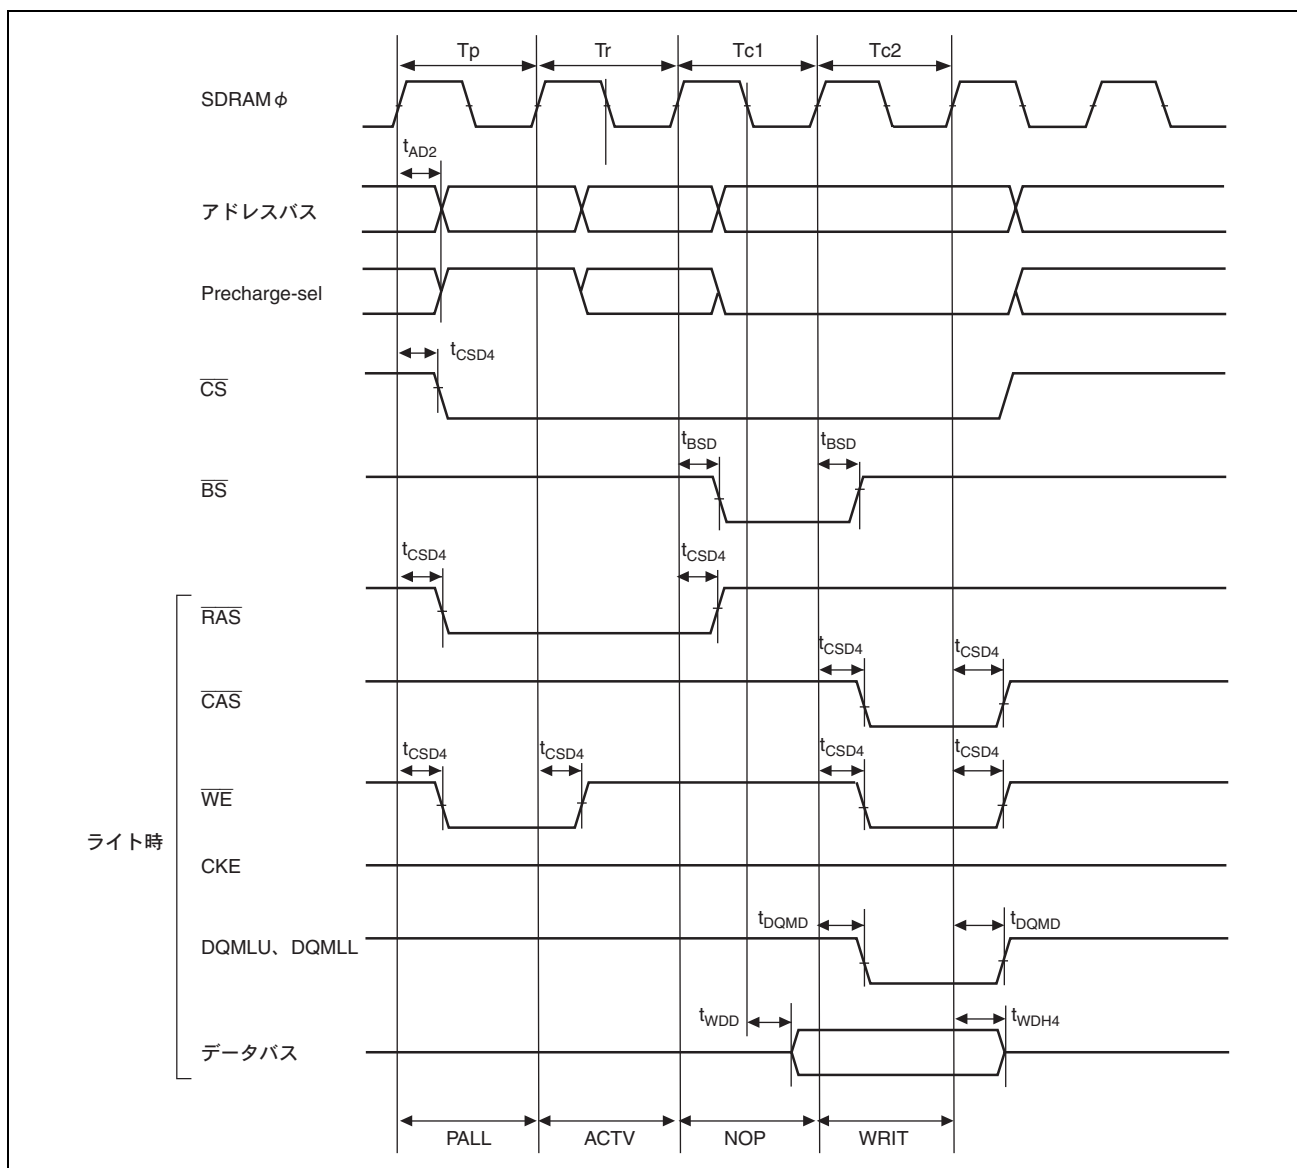 Tp Tr Tc1 Tc2
SDRAMφ
tAD2
アドレスバス
Precharge-sel
tCSD4
CS
tBSD tBSD
BS
tCSD4 tCSD4
RAS
tCSD4 tCSD4
CAS
tCSD4 tCSD4 tCSD4 tCSD4
WE
ライト時
CKE
tDQMD tDQMD
DQMLU、DQMLL
tWDD tWDH4
データバス
PALL ACTV NOP WRIT